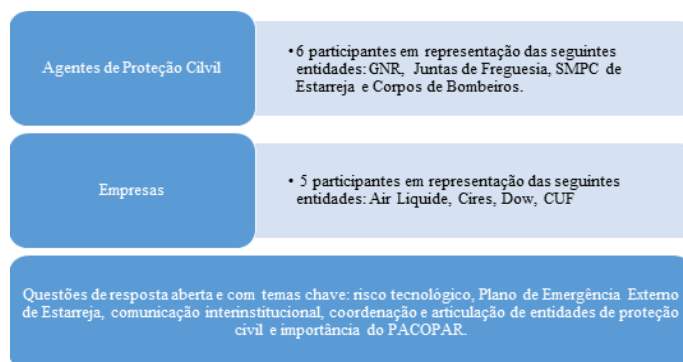 Agentes de Proteção Cilvil
• 6 participantes em representação das seguintes
entidades: GNR, Juntas de Freguesia, SMPC de
Estarreja e Corpos de Bombeiros.
Empresas
• 5 participantes em representação das seguintes
entidades: Air Liquide, Cires, Dow, CUF
Questões de resposta aberta e com temas chave: risco tecnológico, Plano de Emergência Externo
de Estarreja, comunicação interinstitucional, coordenação e articulação de entidades de proteção
civil e importância do PACOPAR.